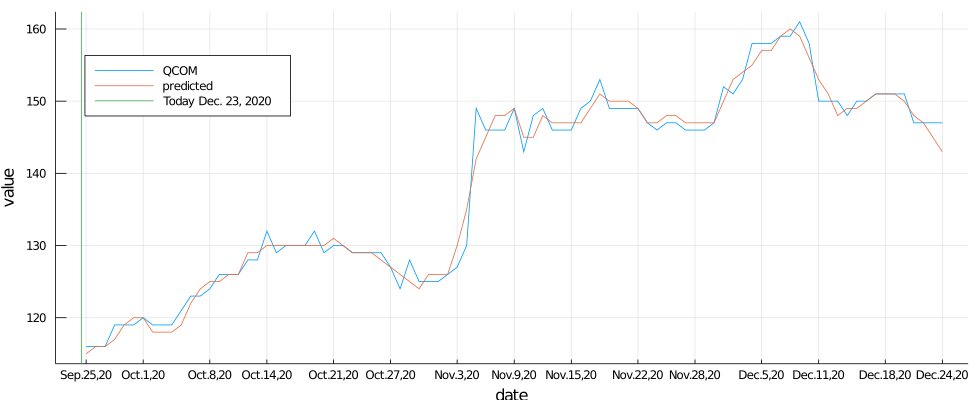 160
150
140
130
120
value
QCOM
predicted
Today Dec. 23, 2020
Sep.25,20 Oct.1,20 Oct.8,20 Oct.14,20 Oct.21,20 Oct.27,20 Nov.3,20 Nov.9,20 Nov.15,20 Nov.22,20 Nov.28,20 Dec.5,20 Dec.11,20 Dec.18,20 Dec.24,20
date